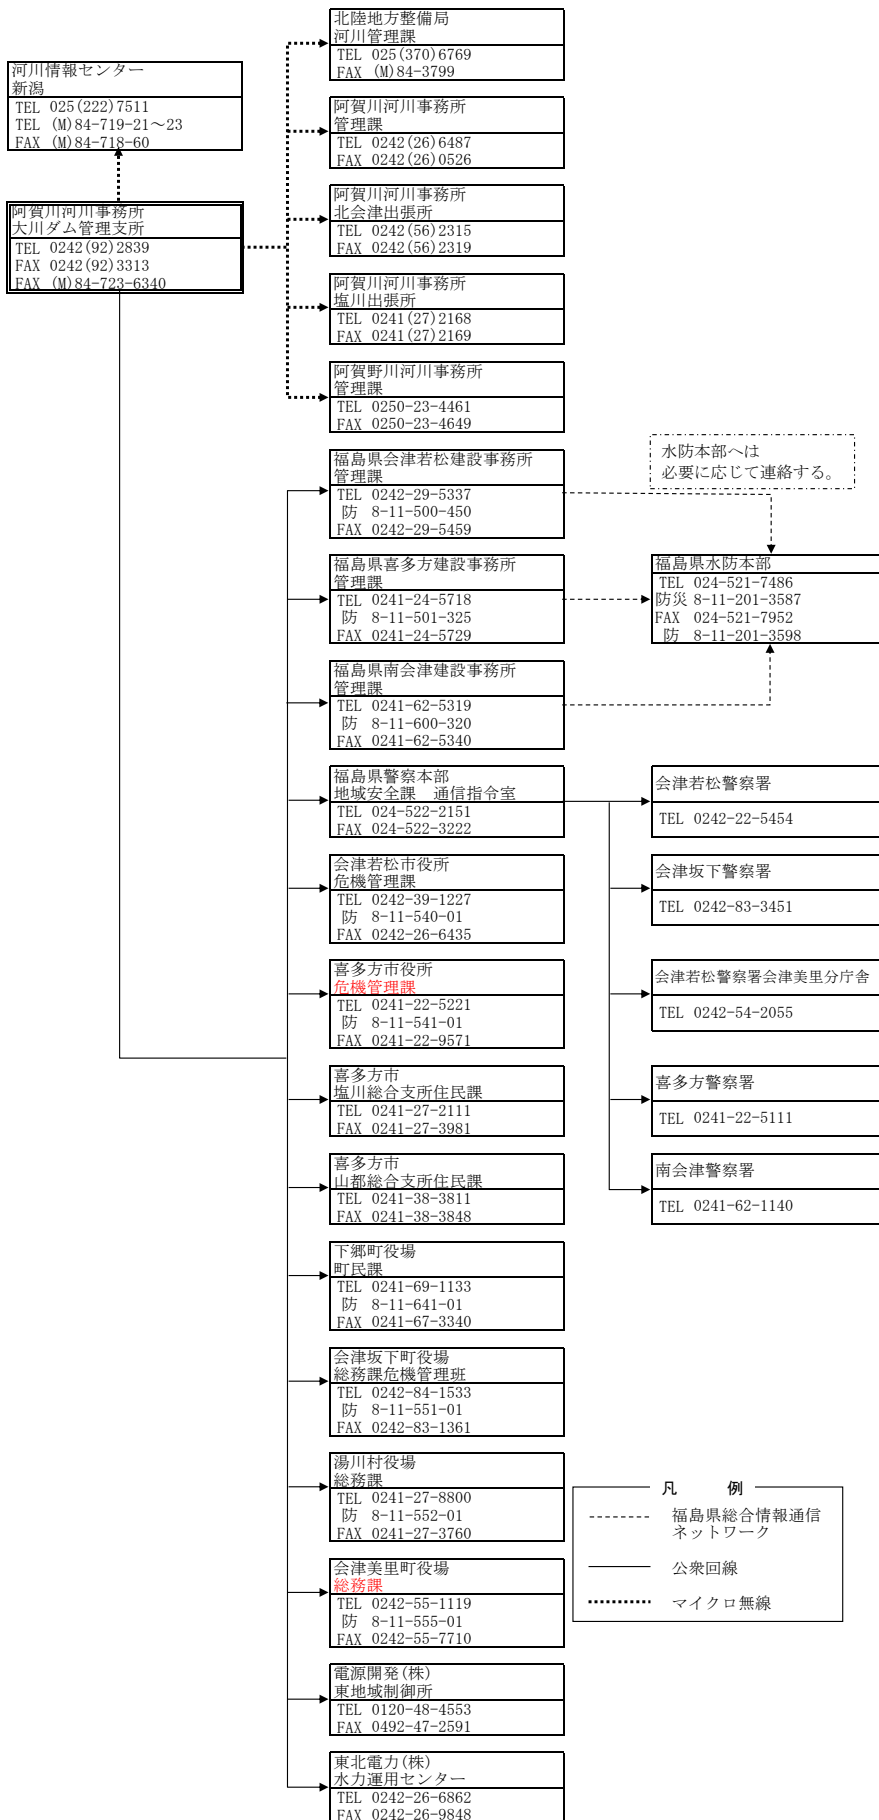 河川情報センター
新潟
TEL 025(222)7511
TEL (M)84-719-21～23
FAX (M)84-718-60
阿賀川河川事務所
大川ダム管理支所
TEL 0242(92)2839
FAX 0242(92)3313
FAX (M)84-723-6340
北陸地方整備局
河川管理課
TEL 025(370)6769
FAX (M)84-3799
阿賀川河川事務所
管理課
TEL 0242(26)6487
FAX 0242(26)0526
阿賀川河川事務所
北会津出張所
TEL 0242(56)2315
FAX 0242(56)2319
阿賀川河川事務所
塩川出張所
TEL 0241(27)2168
FAX 0241(27)2169
阿賀野川河川事務所
管理課
TEL 0250-23-4461
FAX 0250-23-4649
福島県会津若松建設事務所
管理課
TEL 0242-29-5337
防 8-11-500-450
FAX 0242-29-5459
福島県喜多方建設事務所
管理課
TEL 0241-24-5718
防 8-11-501-325
FAX 0241-24-5729
福島県南会津建設事務所
管理課
TEL 0241-62-5319
防 8-11-600-320
FAX 0241-62-5340
水防本部へは
必要に応じて連絡する。
福島県水防本部
TEL 024-521-7486
防災 8-11-201-3587
FAX 024-521-7952
防 8-11-201-3598
福島県警察本部
地域安全課 通信指令室
TEL 024-522-2151
FAX 024-522-3222
会津若松警察署
TEL 0242-22-5454
会津坂下警察署
TEL 0242-83-3451
会津若松警察署会津美里分庁舎
TEL 0242-54-2055
喜多方警察署
TEL 0241-22-5111
南会津警察署
TEL 0241-62-1140
会津若松市役所
危機管理課
TEL 0242-39-1227
防 8-11-540-01
FAX 0242-26-6435
喜多方市役所
危機管理課
TEL 0241-22-5221
防 8-11-541-01
FAX 0241-22-9571
喜多方市
塩川総合支所住民課
TEL 0241-27-2111
FAX 0241-27-3981
喜多方市
山都総合支所住民課
TEL 0241-38-3811
FAX 0241-38-3848
下郷町役場
町民課
TEL 0241-69-1133
防 8-11-641-01
FAX 0241-67-3340
会津坂下町役場
総務課危機管理班
TEL 0242-84-1533
防 8-11-551-01
FAX 0242-83-1361
湯川村役場
総務課
TEL 0241-27-8800
防 8-11-552-01
FAX 0241-27-3760
会津美里町役場
総務課
TEL 0242-55-1119
防 8-11-555-01
FAX 0242-55-7710
電源開発(株)
東地域制御所
TEL 0120-48-4553
FAX 0492-47-2591
東北電力(株)
水力運用センター
TEL 0242-26-6862
FAX 0242-26-9848
凡 例
福島県総合情報通信
ネットワーク
公衆回線
マイクロ無線